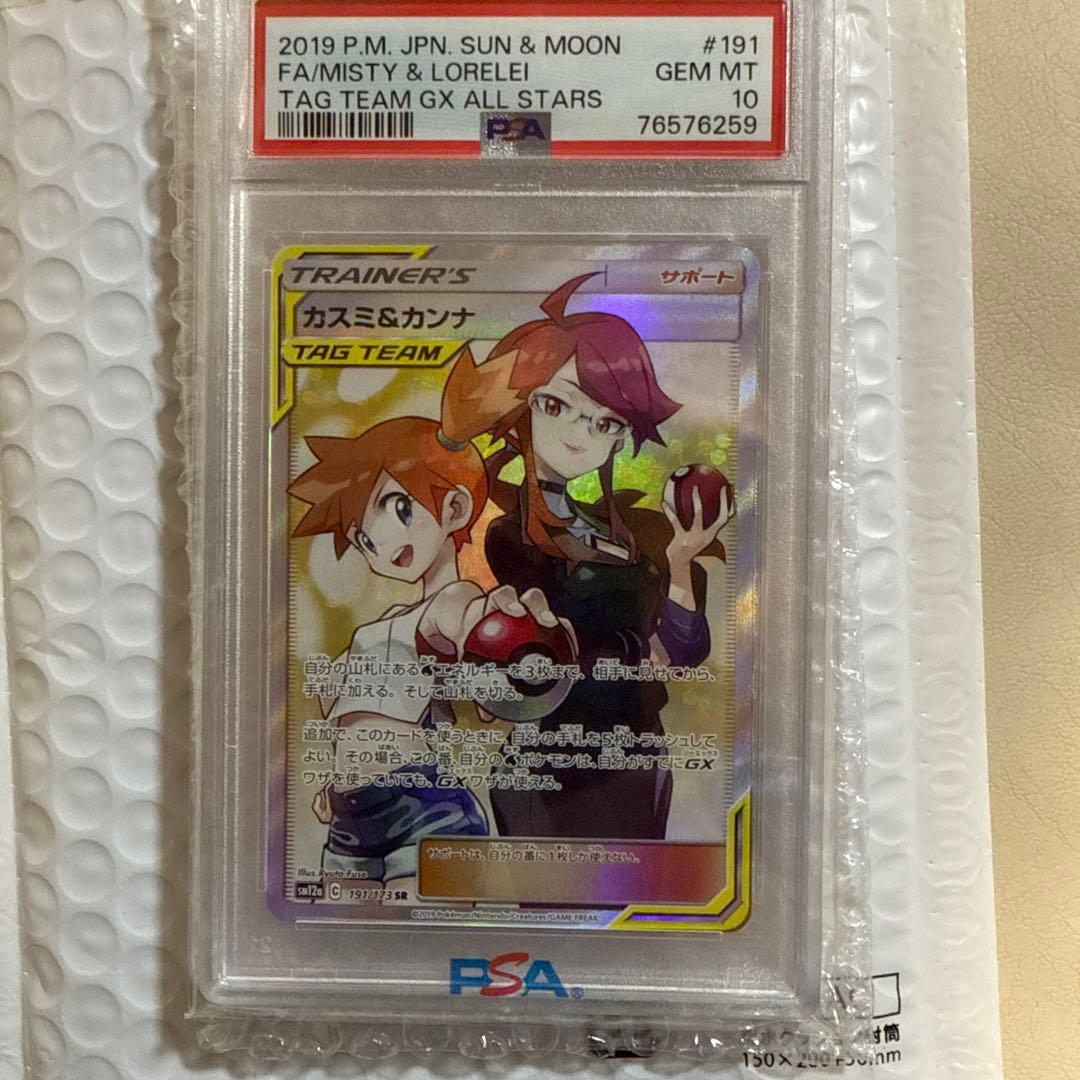 2019 P.M. JPN. SUN & MOON #191
FA/MISTY & LORELEI GEM MT
TAG TEAM GX ALL STARS 10
PSA 76576259
TRAINER'S サポート
カスミ&カンナ
TAG TEAM
自分の山札にあるエネルギーを3枚まで、相手に見せてから、
手札に加える。そして山札を切る。
追加で、このカードを使うときに、自分の手札を5枚トラッシュして
よい。その場合、この番、自分のポケモンは、自分がすでにGX
ワザを使っていても、GXワザが使える。
サポートは、自分の番に1枚しか使えない。
Illus.Ryuta Fuse
sm12a C 191/173 SR
©2019 Pokémon/Nintendo/Creatures/GAME FREAK
PSA®
封筒